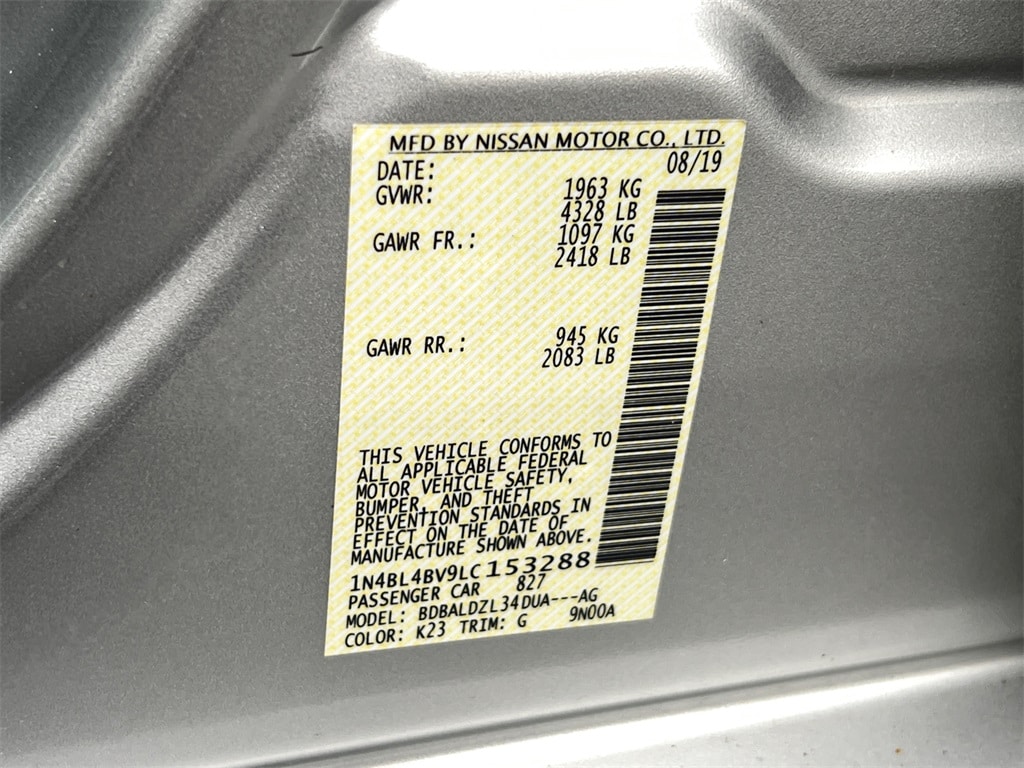 MFD BY NISSAN MOTOR CO., LTD.
DATE: 08/19
GVWR: 1963 KG
4328 LB
GAWR FR.: 1097 KG
2418 LB
GAWR RR.: 945 KG
2083 LB
THIS VEHICLE CONFORMS TO
ALL APPLICABLE FEDERAL
MOTOR VEHICLE SAFETY,
BUMPER, AND THEFT
PREVENTION STANDARDS IN
EFFECT ON THE DATE OF
MANUFACTURE SHOWN ABOVE.
1N4BL4BV9LC153288
PASSENGER CAR 827
MODEL: BDBALDZL34DUA---AG
COLOR: K23 TRIM: G 9N00A